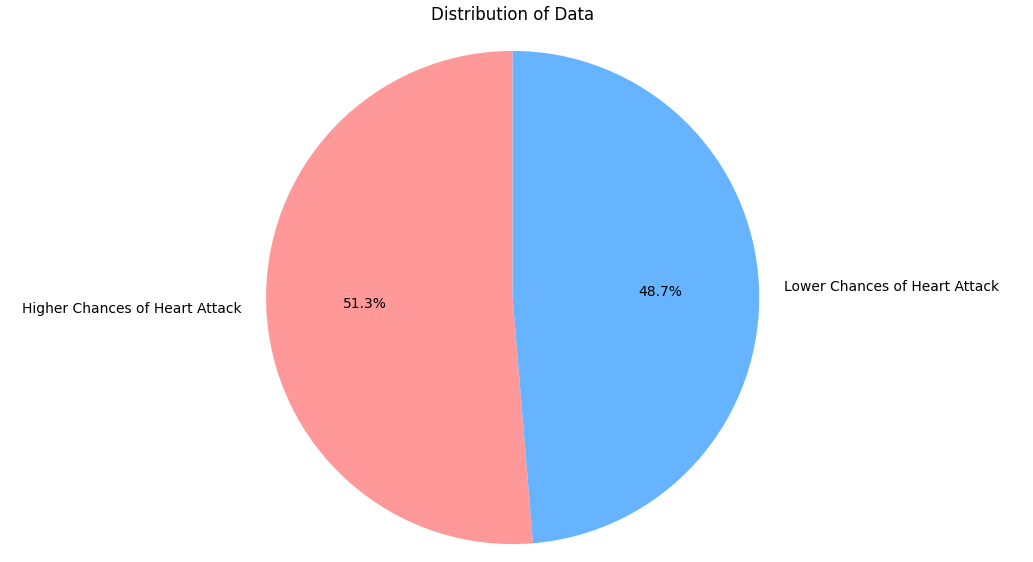 Distribution of Data
Higher Chances of Heart Attack
51.3%
48.7%
Lower Chances of Heart Attack